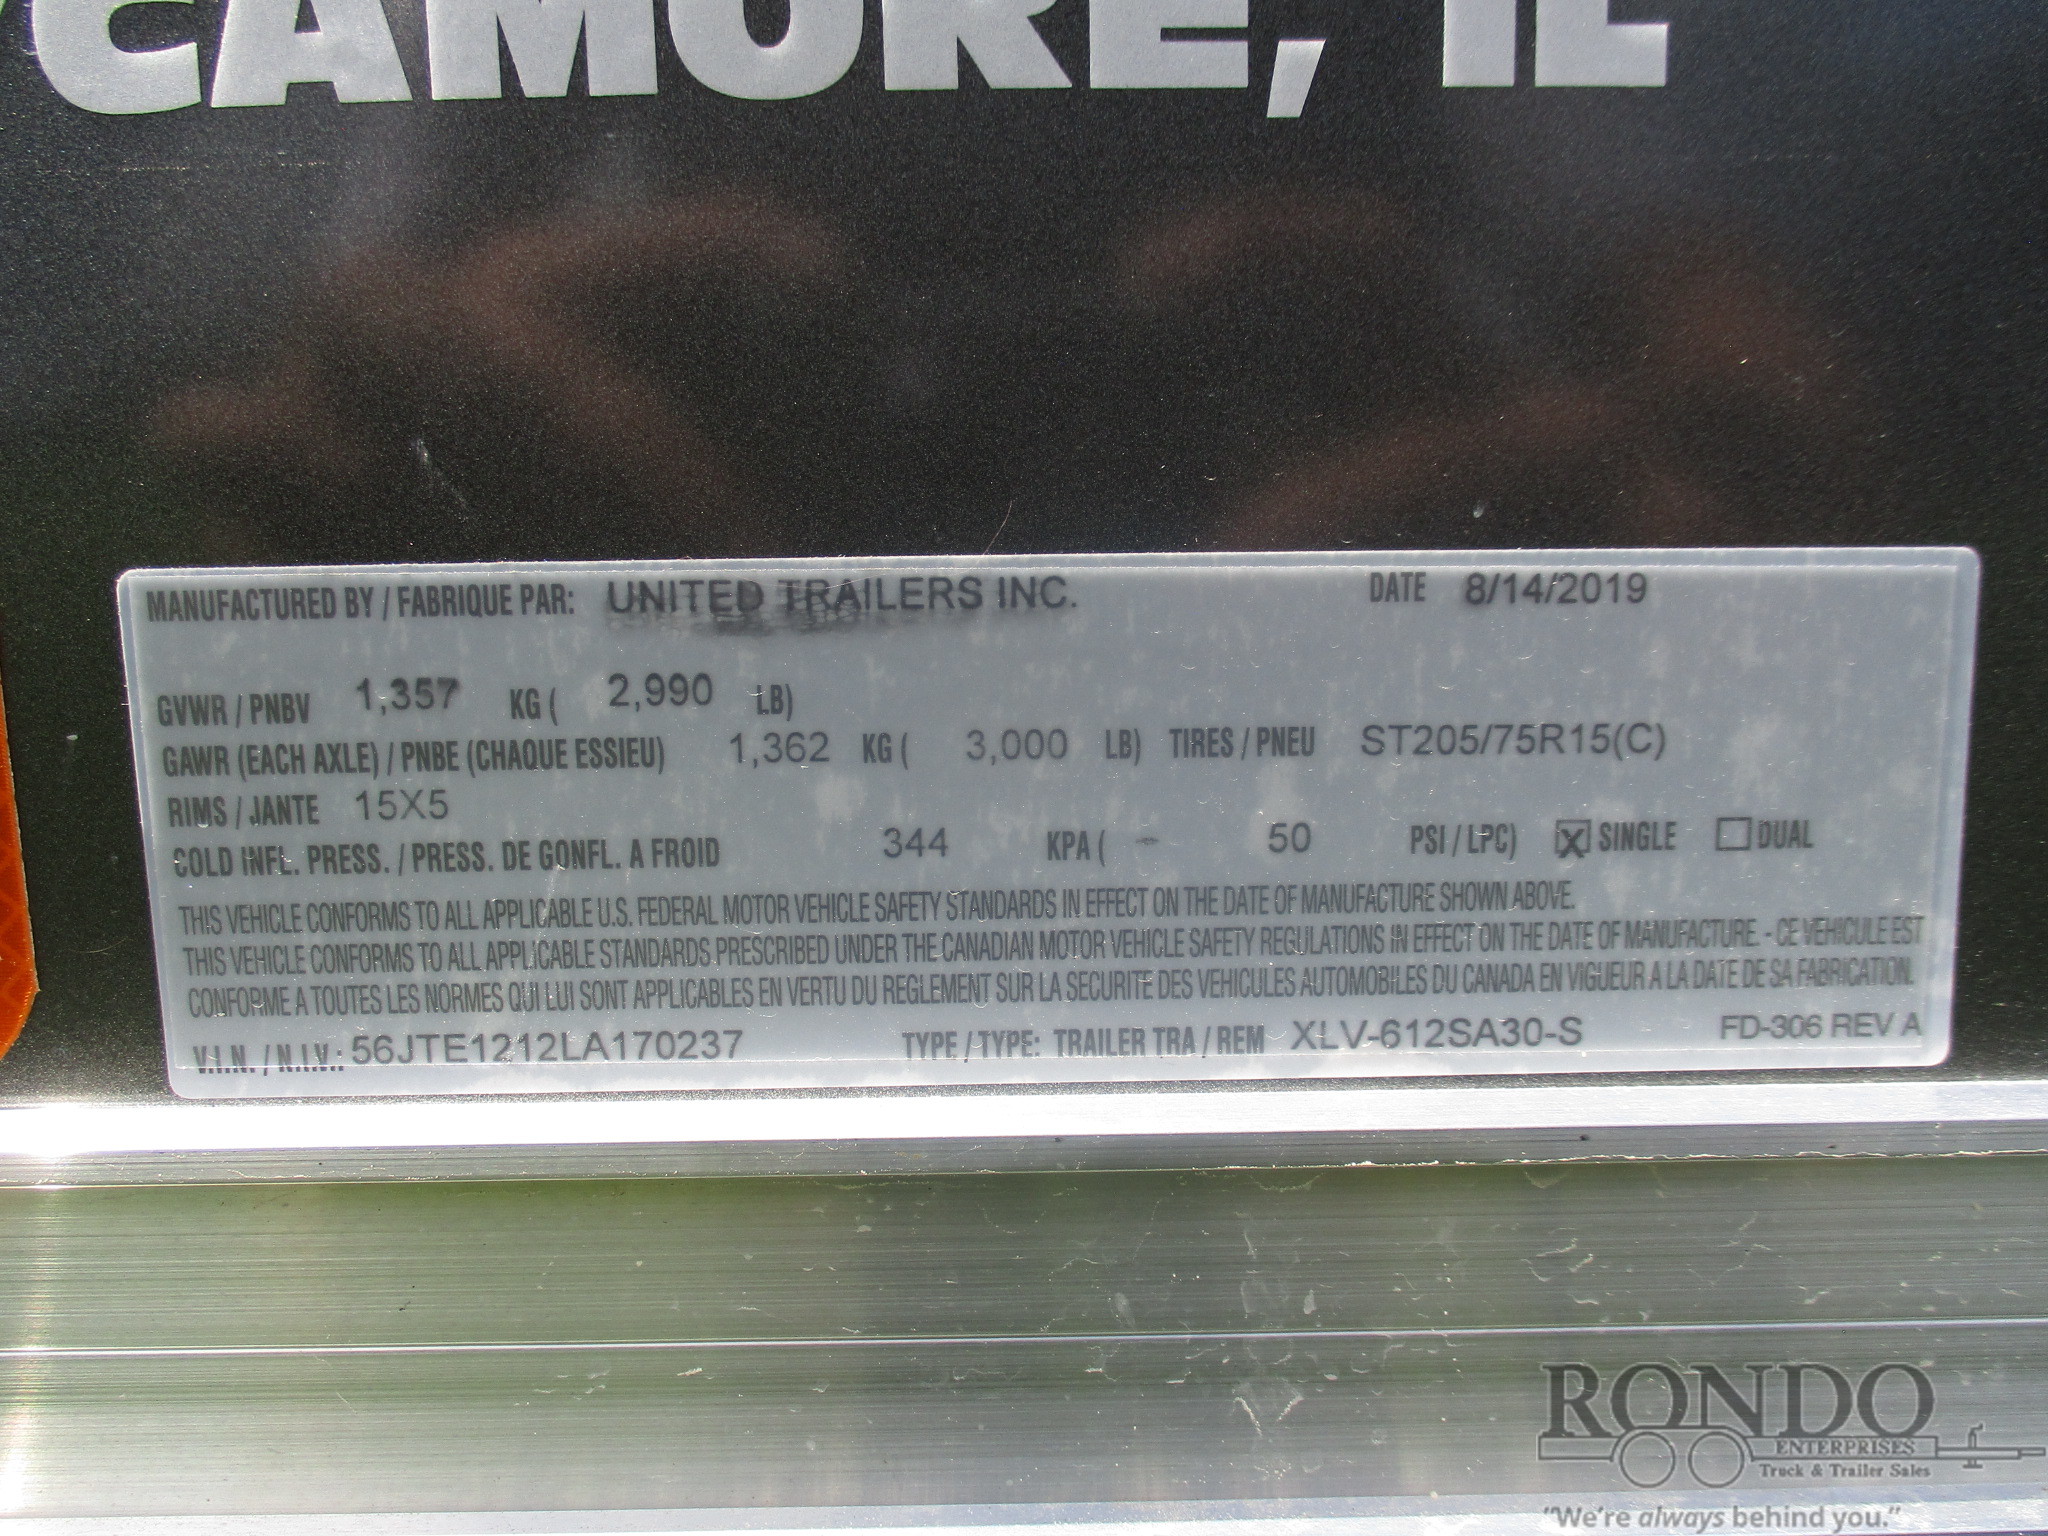 CAMORE, IL
MANUFACTURED BY / FABRIQUE PAR: UNITED TRAILERS INC. DATE 8/14/2019
GVWR / PNBV 1,357 KG ( 2,990 LB)
GAWR (EACH AXLE) / PNBE (CHAQUE ESSIEU) 1,362 KG ( 3,000 LB) TIRES / PNEU ST205/75R15(C)
RIMS / JANTE 15X5
COLD INFL. PRESS. / PRESS. DE GONFL. A FROID 344 KPA ( 50 PSI / LPC) X SINGLE DUAL
THIS VEHICLE CONFORMS TO ALL APPLICABLE U.S. FEDERAL MOTOR VEHICLE SAFETY STANDARDS IN EFFECT ON THE DATE OF MANUFACTURE SHOWN ABOVE.
THIS VEHICLE CONFORMS TO ALL APPLICABLE STANDARDS PRESCRIBED UNDER THE CANADIAN MOTOR VEHICLE SAFETY REGULATIONS IN EFFECT ON THE DATE OF MANUFACTURE. - CE VEHICULE EST
CONFORME A TOUTES LES NORMES QUI LUI SONT APPLICABLES EN VERTU DU REGLEMENT SUR LA SECURITE DES VEHICULES AUTOMOBILES DU CANADA EN VIGUEUR A LA DATE DE SA FABRICATION.
V.I.N. / N.I.V.: 56JTE1212LA170237 TYPE / TYPE: TRAILER TRA / REM XLV-612SA30-S FD-306 REV A
RONDO
ENTERPRISES
Truck & Trailer Sales
"We're always behind you."